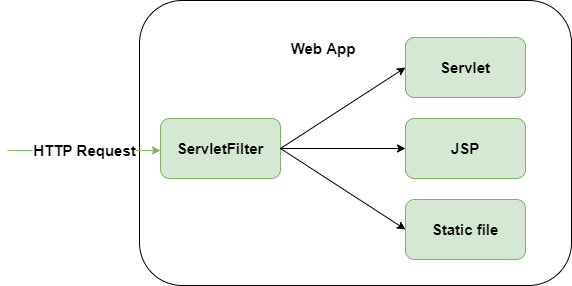 Web App
Servlet
HTTP Request
ServletFilter
JSP
Static file